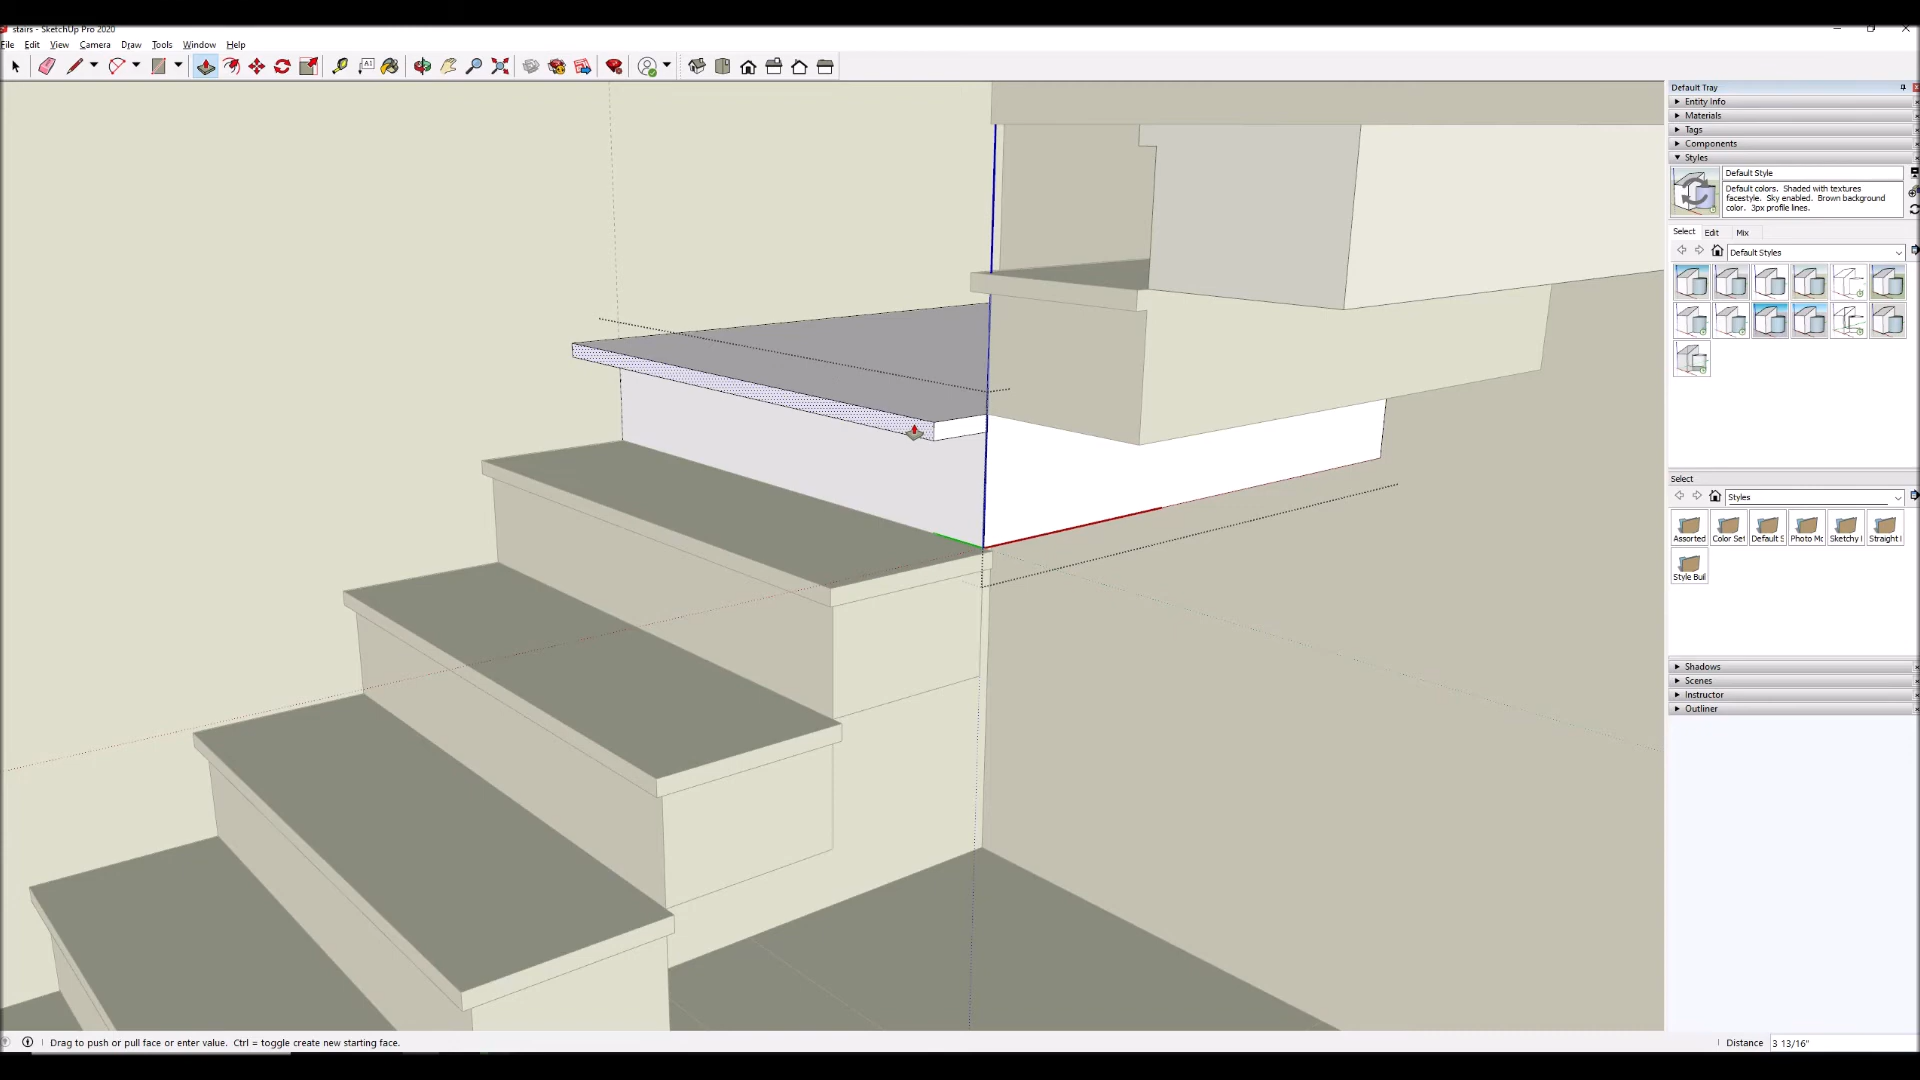 stairs - SketchUp Pro 2020
File Edit View Camera Draw Tools Window Help
A1
Default Tray
Entity Info
Materials
Tags
Components
Styles
Default Style
Default colors. Shaded with textures
facestyle. Sky enabled. Brown background
color. 3px profile lines.
Select Edit Mix
Default Styles
Select
Styles
Assorted Color Set Default S Photo Mo Sketchy Straight
Style Buil
Shadows
Scenes
Instructor
Outliner
Drag to push or pull face or enter value. Ctrl = toggle create new starting face.
Distance 3 13/16"